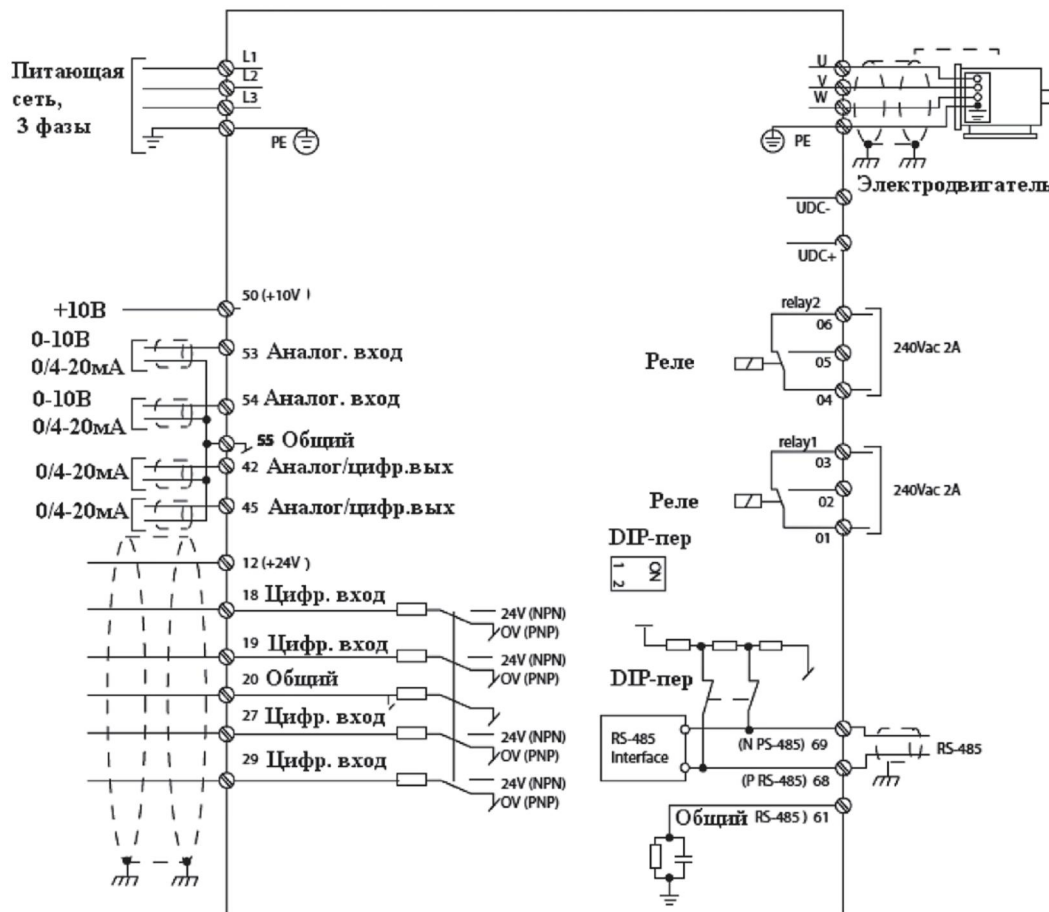 Питающая
сеть,
3 фазы
L1
L2
L3
PE
U
V
W
PE
Электродвигатель
UDC-
UDC+
+10В
50 (+10V )
0-10В
0/4-20мА
53 Аналог. вход
0-10В
0/4-20мА
54 Аналог. вход
55 Общий
0/4-20мА
42 Аналог/цифр.вых
0/4-20мА
45 Аналог/цифр.вых
12 (+24V )
18 Цифр. вход
24V (NPN)
OV (PNP)
19 Цифр. вход
24V (NPN)
OV (PNP)
20 Общий
27 Цифр. вход
24V (NPN)
OV (PNP)
29 Цифр. вход
24V (NPN)
OV (PNP)
relay2
06
Реле
05
04
240Vac 2A
relay1
03
Реле
02
01
240Vac 2A
DIP-пер
ON
1 2
DIP-пер
RS-485
Interface
(N PS-485) 69
(P RS-485) 68
RS-485
Общий RS-485 ) 61